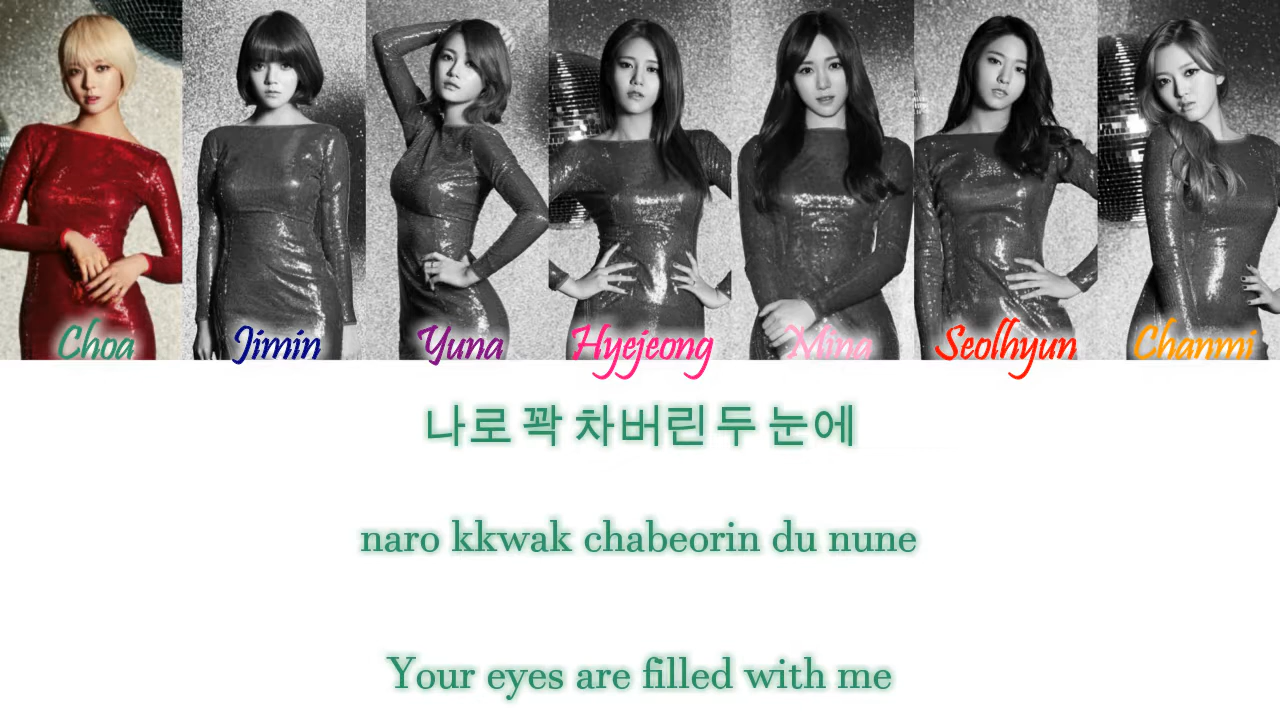 Choa Jimin Yuna Hyejeong Mina Seolhyun Chanmi
나로 꽉 차버린 두 눈에
naro kkwak chabeorin du nune
Your eyes are filled with me